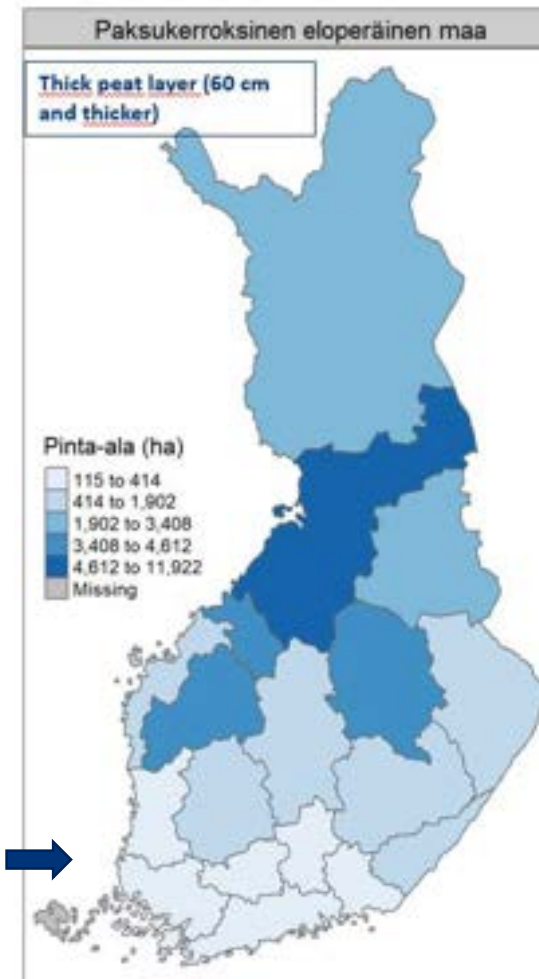 Paksukerroksinen eloperäinen maa
Thick peat layer (60 cm
and thicker)
Pinta-ala (ha)
115 to 414
414 to 1,902
1,902 to 3,408
3,408 to 4,612
4,612 to 11,922
Missing